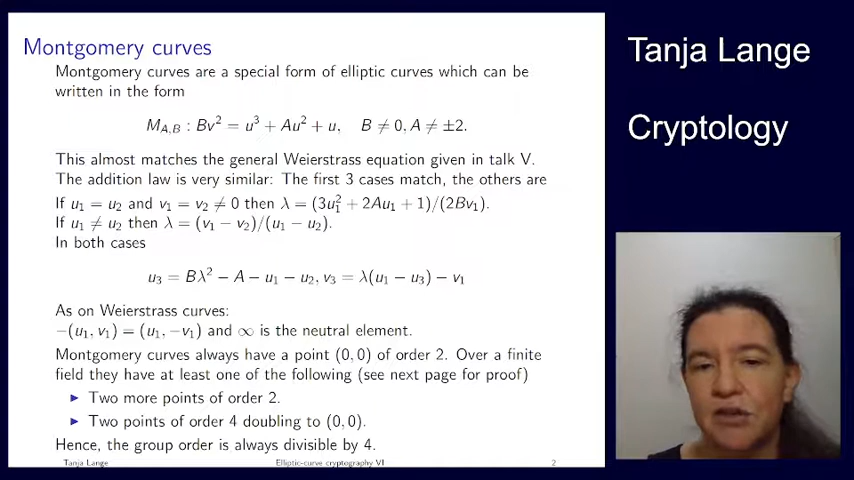 Montgomery curves
Montgomery curves are a special form of elliptic curves which can be
written in the form
M_{A,B} : Bv² = u³ + Au² + u,   B ≠ 0, A ≠ ±2.
This almost matches the general Weierstrass equation given in talk V.
The addition law is very similar: The first 3 cases match, the others are
If u₁ = u₂ and v₁ = v₂ ≠ 0 then λ = (3u₁² + 2Au₁ + 1)/(2Bv₁).
If u₁ ≠ u₂ then λ = (v₁ − v₂)/(u₁ − u₂).
In both cases
u₃ = Bλ² − A − u₁ − u₂, v₃ = λ(u₁ − u₃) − v₁
As on Weierstrass curves:
−(u₁, v₁) = (u₁, −v₁) and ∞ is the neutral element.
Montgomery curves always have a point (0, 0) of order 2. Over a finite
field they have at least one of the following (see next page for proof)
▶ Two more points of order 2.
▶ Two points of order 4 doubling to (0, 0).
Hence, the group order is always divisible by 4.
Tanja Lange Elliptic-curve cryptography VI 2
Tanja Lange
Cryptology